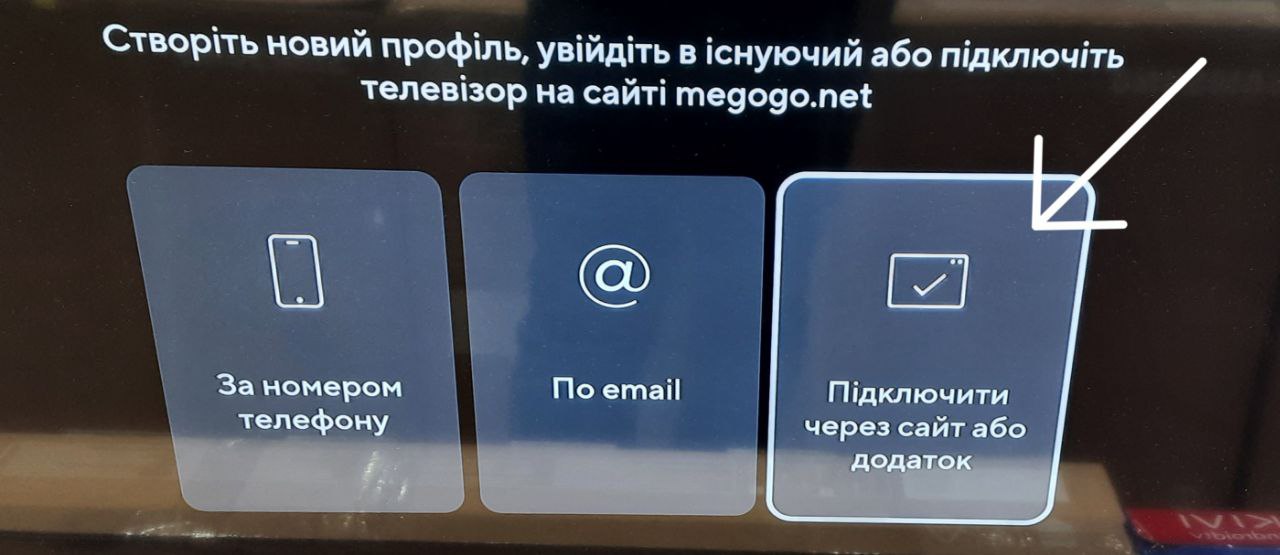 Створіть новий профіль, увійдіть в існуючий або підключіть
телевізор на сайті megogo.net
За номером
телефону
По email
Підключити
через сайт або
додаток
KIVI